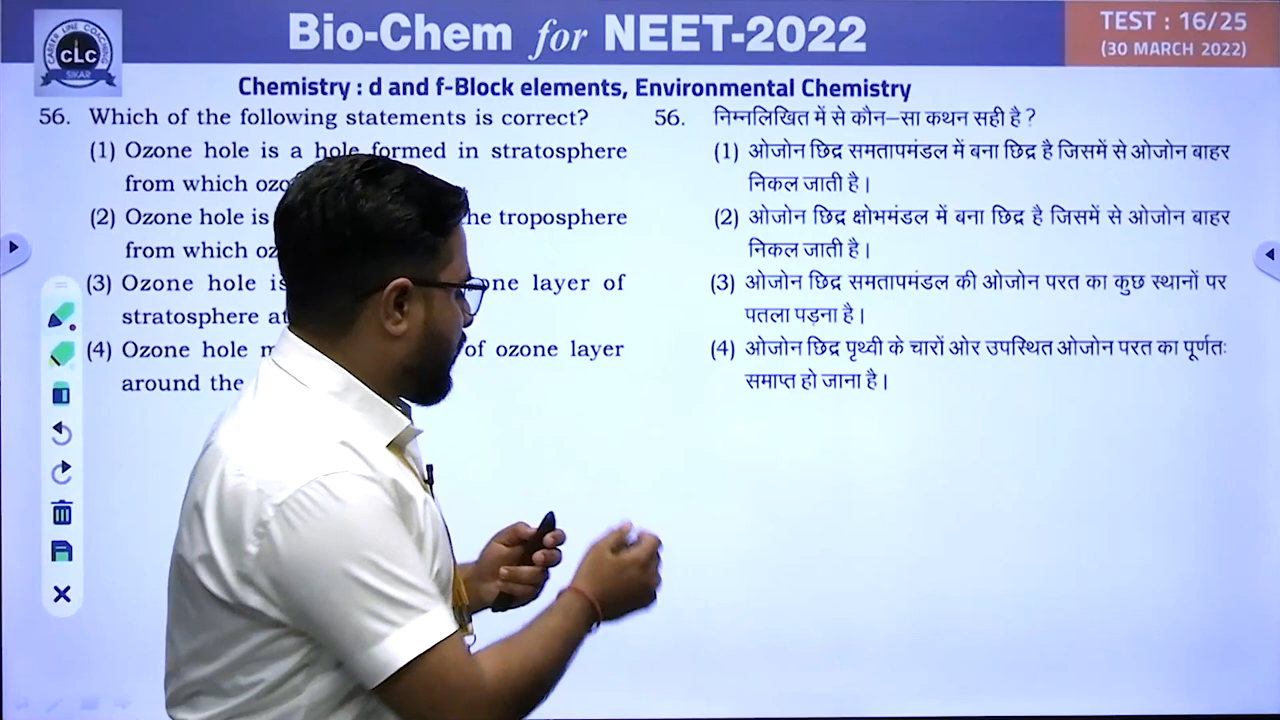 CAREER LINE COACHING
CLC
SIKAR
Bio-Chem for NEET-2022
TEST : 16/25
(30 MARCH 2022)
Chemistry : d and f-Block elements, Environmental Chemistry
56. Which of the following statements is correct?
(1) Ozone hole is a hole formed in stratosphere
from which
(2) Ozone hole is troposphere
from which
(3) Ozone hole layer of
stratosphere
(4) Ozone hole of ozone layer
around the
56. निम्नलिखित में से कौन–सा कथन सही है ?
(1) ओजोन छिद्र समतापमंडल में बना छिद्र है जिसमें से ओजोन बाहर
निकल जाती है।
(2) ओजोन छिद्र क्षोभमंडल में बना छिद्र है जिसमें से ओजोन बाहर
निकल जाती है।
(3) ओजोन छिद्र समतापमंडल की ओजोन परत का कुछ स्थानों पर
पतला पड़ना है।
(4) ओजोन छिद्र पृथ्वी के चारों ओर उपस्थित ओजोन परत का पूर्णतः
समाप्त हो जाना है।